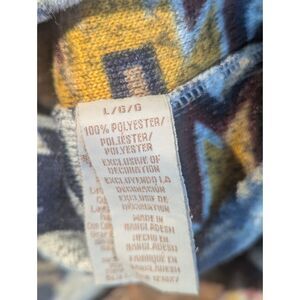 L/G/G
100% POLYESTER/
POLIÉSTER/
POLYESTER
EXCLUSIVE OF
DECORATION
EXCLUYENDO LA
DECORACIÓN
EXCLUSIF DE
DÉCORATION
MADE IN
BANGLADESH
HECHO EN
BANGLADESH
FABRIQUÉ EN
BANGLADESH